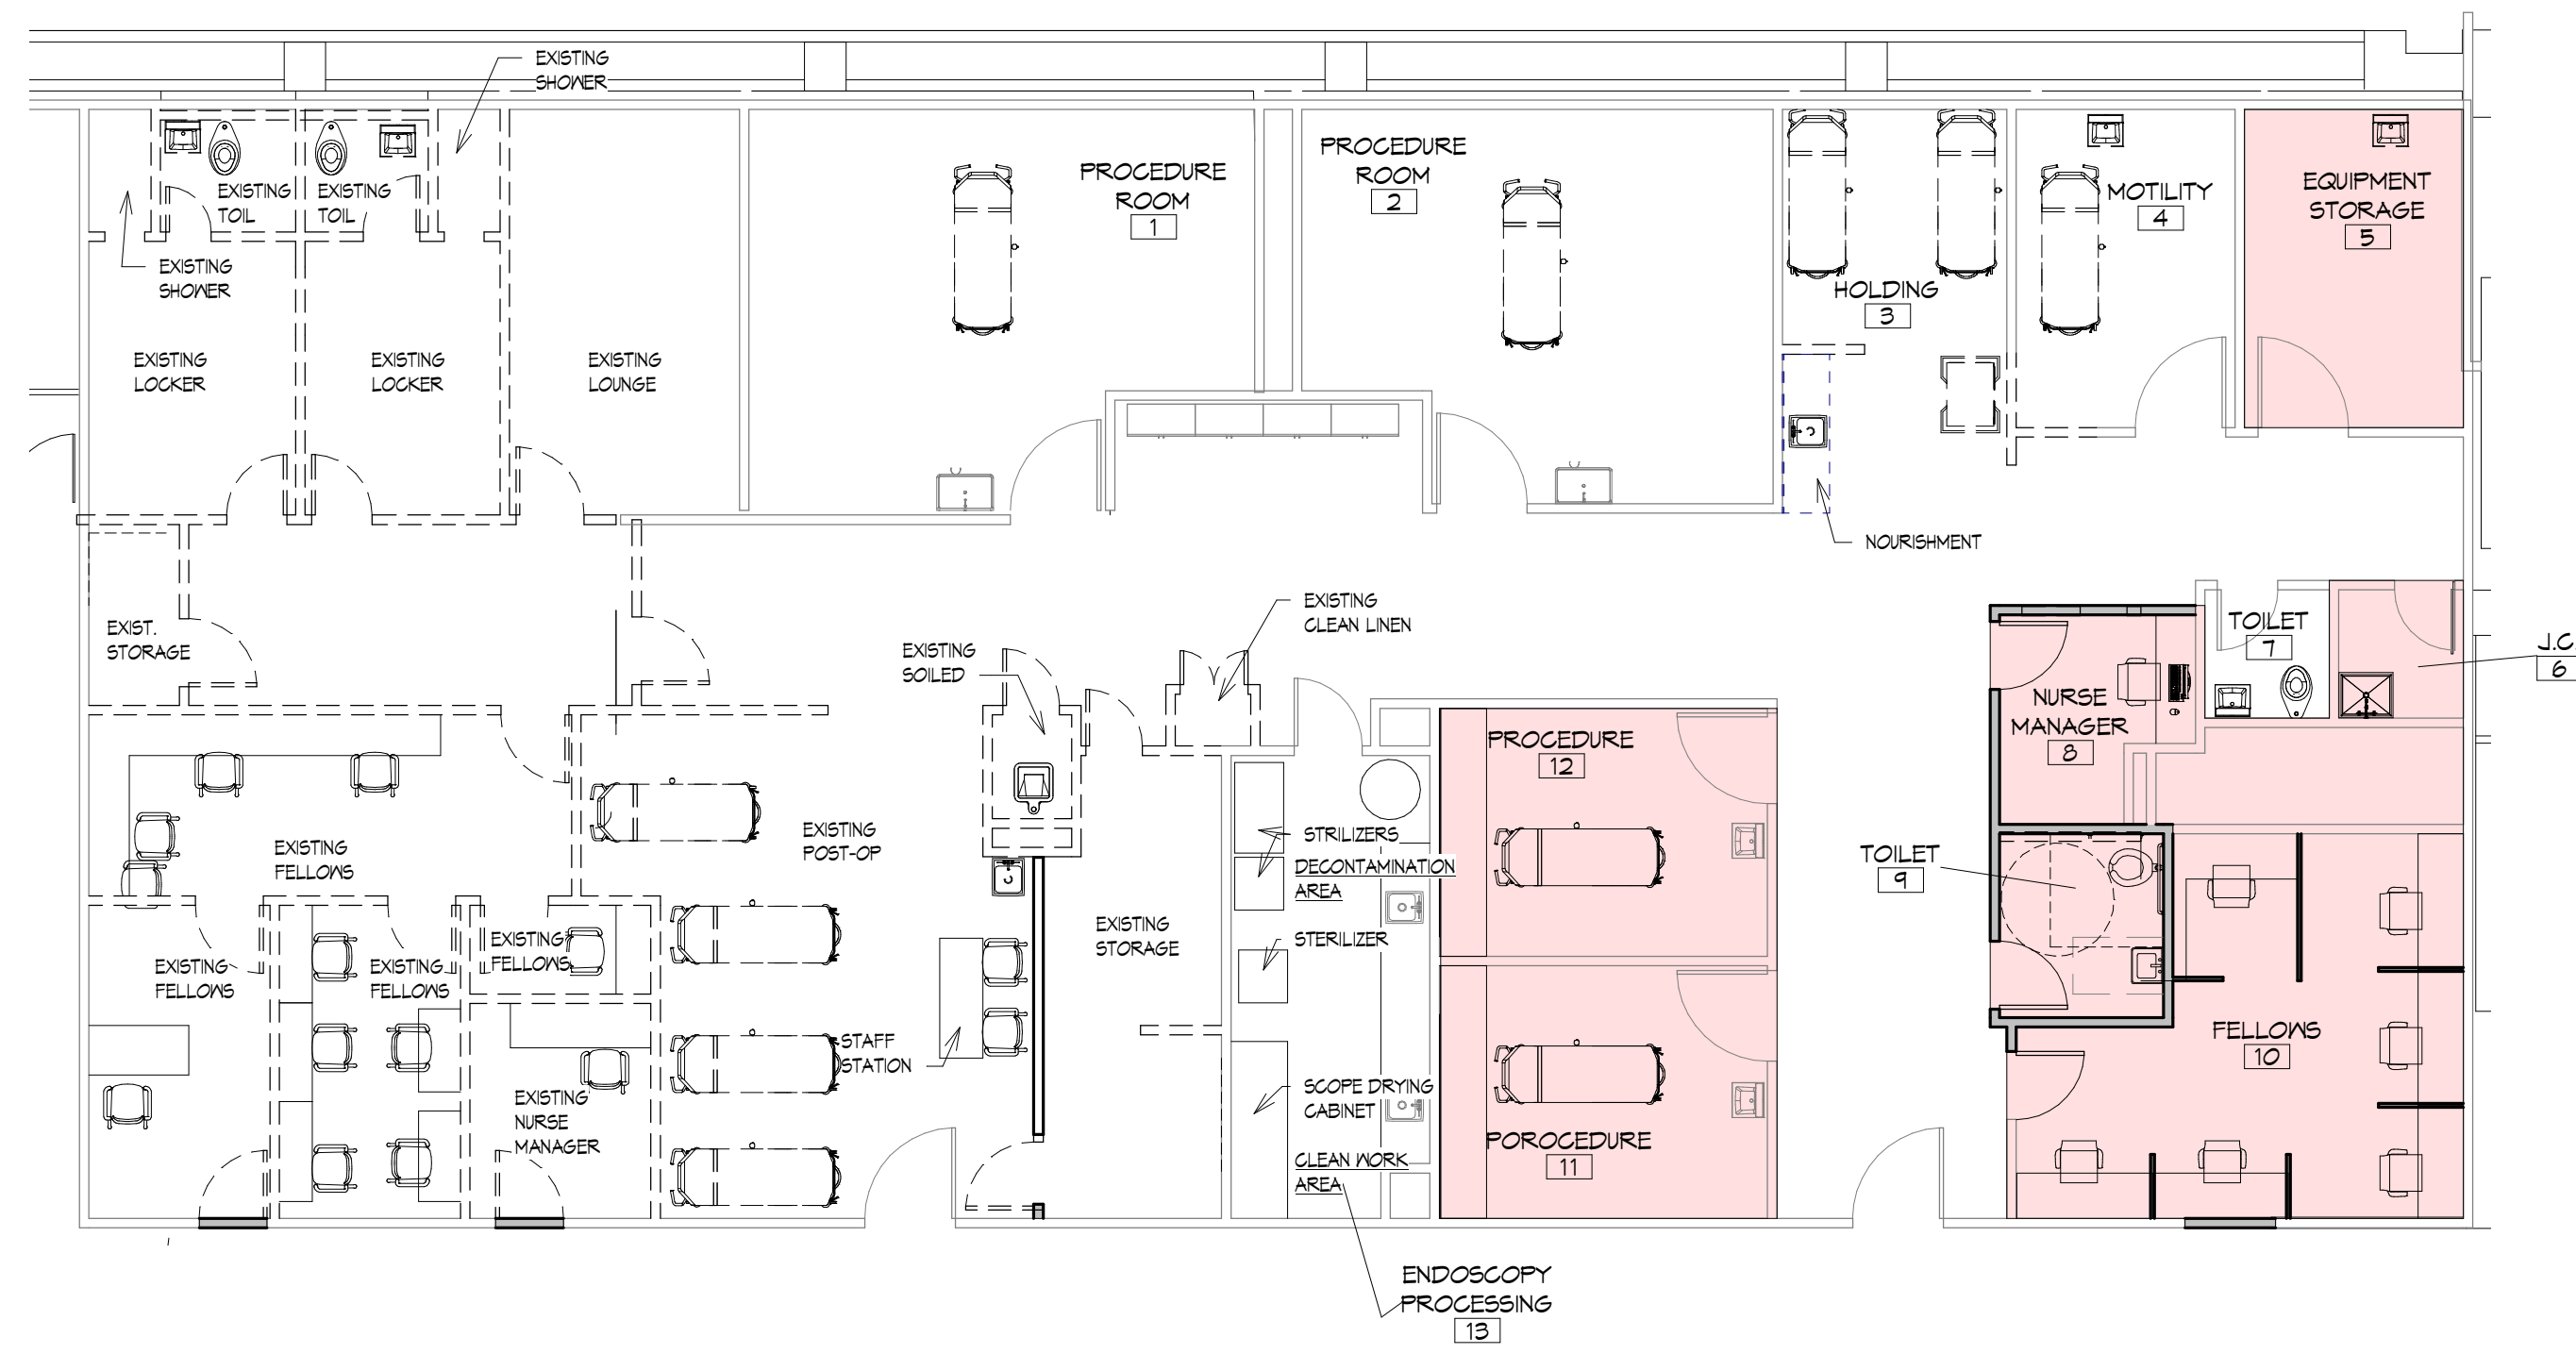 EXISTING
SHOWER
EXISTING
TOIL
EXISTING
TOIL
EXISTING
SHOWER
EXISTING
LOCKER
EXISTING
LOCKER
EXISTING
LOUNGE
PROCEDURE
ROOM
1
PROCEDURE
ROOM
2
HOLDING
3
MOTILITY
4
EQUIPMENT
STORAGE
5
NOURISHMENT
EXIST.
STORAGE
EXISTING
SOILED
EXISTING
CLEAN LINEN
TOILET
7
J.C.
6
NURSE
MANAGER
8
PROCEDURE
12
EXISTING
FELLOWS
EXISTING
POST-OP
STRILIZERS
DECONTAMINATION
AREA
TOILET
9
EXISTING
FELLOWS
EXISTING
FELLOWS
EXISTING
FELLOWS
EXISTING
STORAGE
STERILIZER
STAFF
STATION
FELLOWS
10
EXISTING
NURSE
MANAGER
SCOPE DRYING
CABINET
CLEAN WORK
AREA
POROCEDURE
11
ENDOSCOPY
PROCESSING
13